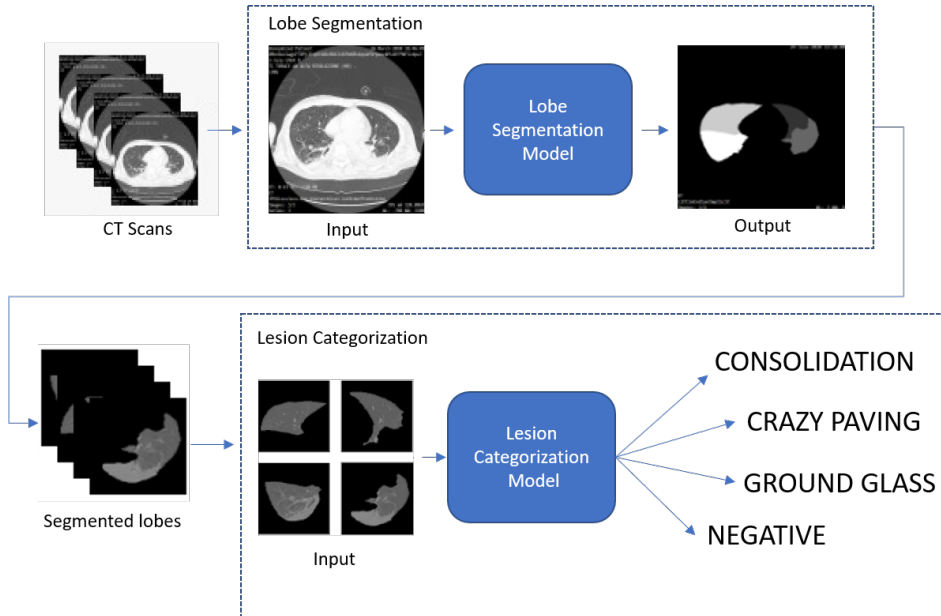 Lobe Segmentation
Lobe
Segmentation
Model
CT Scans
Input
Output
Lesion Categorization
CONSOLIDATION
CRAZY PAVING
Lesion
Categorization
Model
GROUND GLASS
NEGATIVE
Segmented lobes
Input